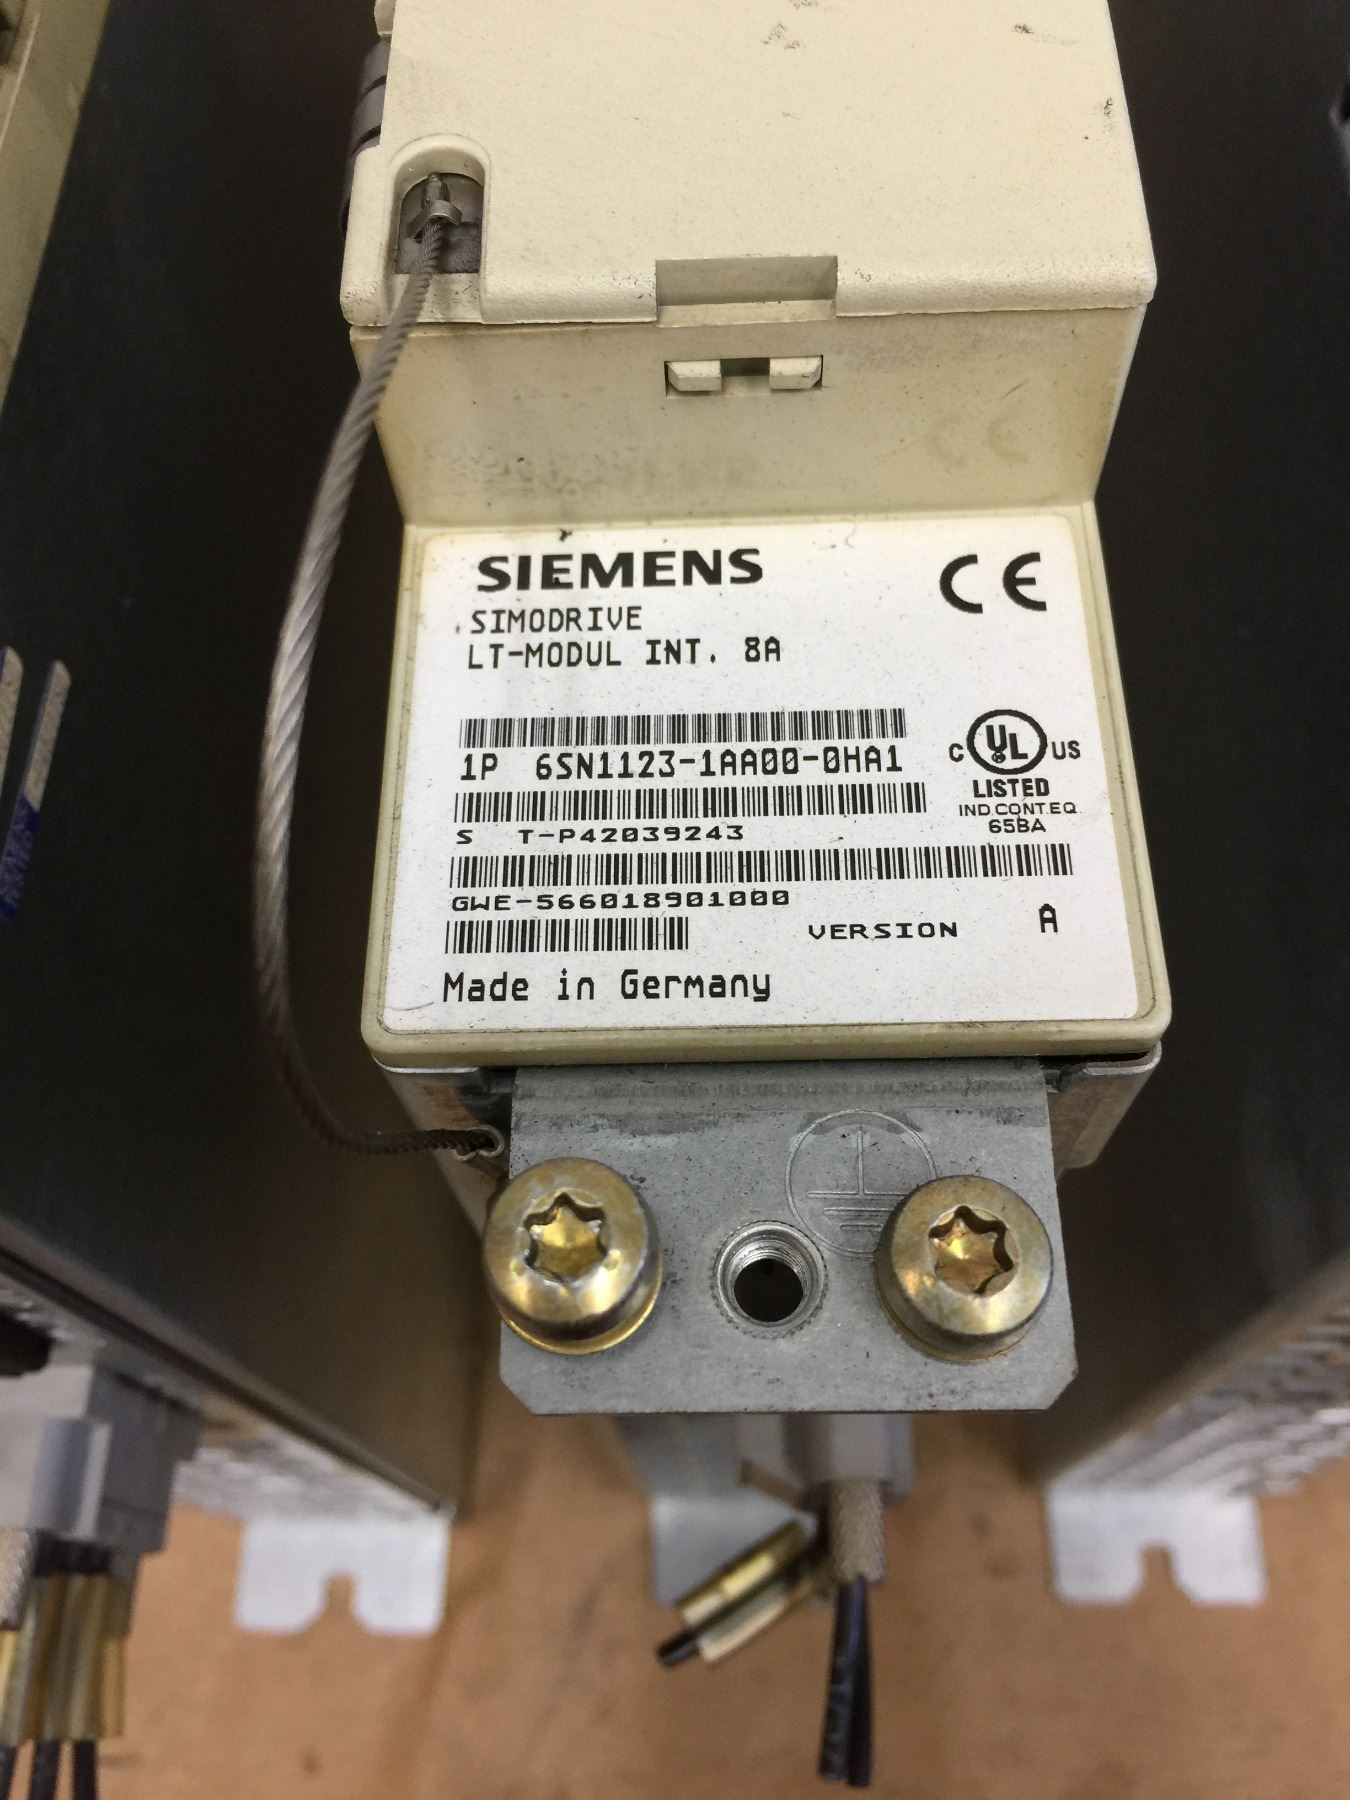 SIEMENS
SIMODRIVE
LT-MODUL INT. 8A
CE
1P 6SN1123-1AA00-0HA1
C UL US
LISTED
IND.CONT.EQ.
65BA
S T-P42039243
GWE-566018901000
VERSION A
Made in Germany